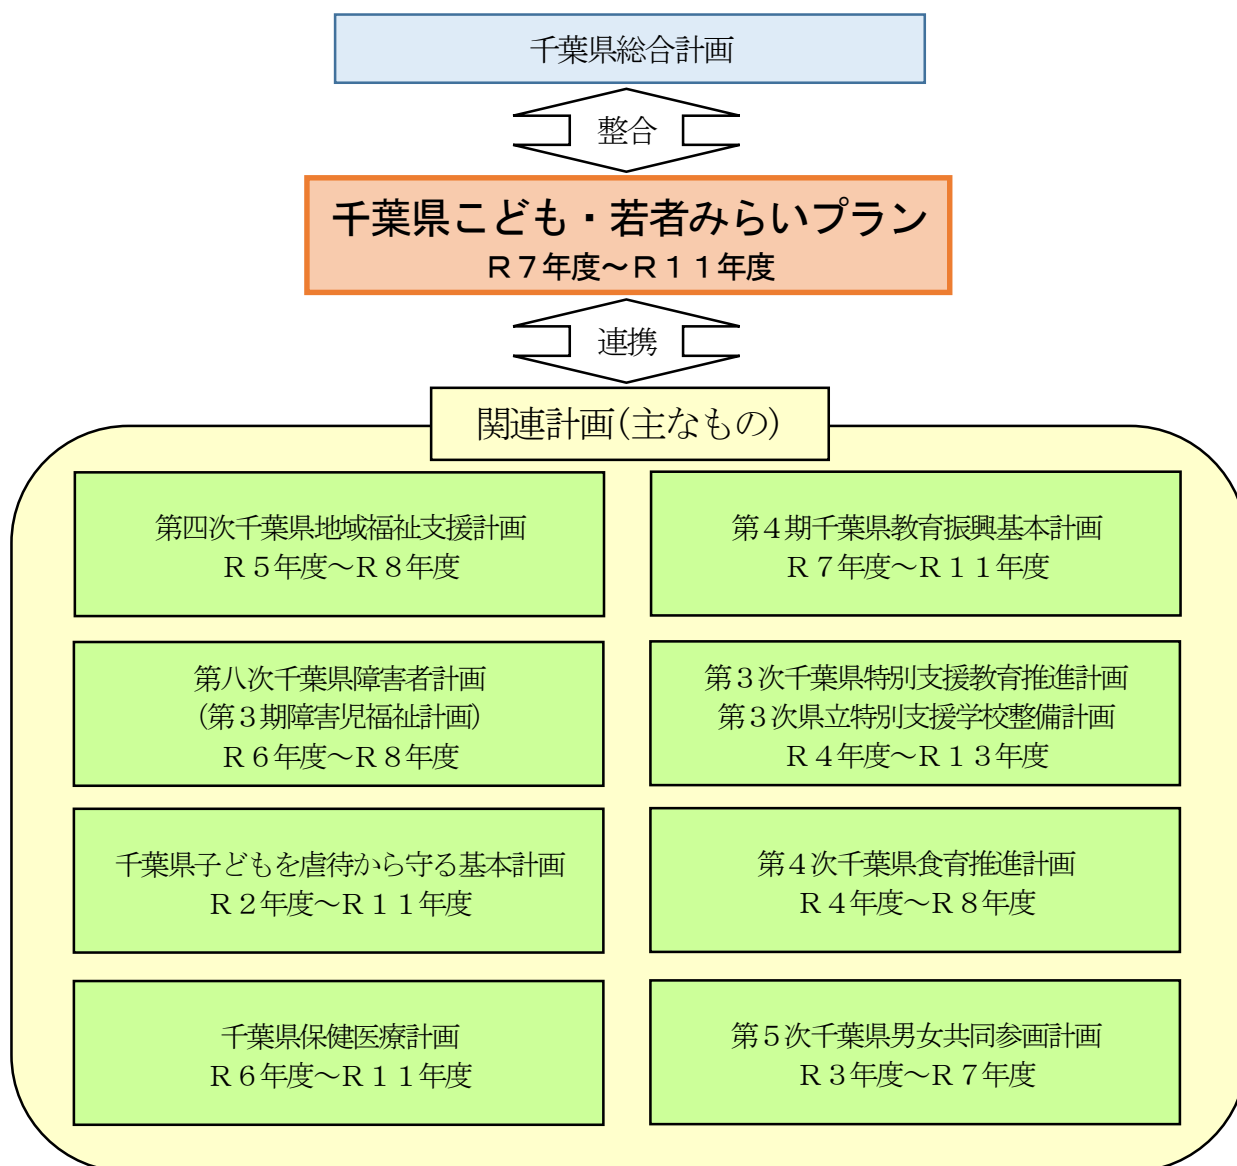 千葉県総合計画
整合
千葉県こども・若者みらいプラン
Ｒ７年度～Ｒ１１年度
連携
関連計画(主なもの)
第四次千葉県地域福祉支援計画
Ｒ５年度～Ｒ８年度
第４期千葉県教育振興基本計画
Ｒ７年度～Ｒ１１年度
第八次千葉県障害者計画
(第３期障害児福祉計画)
Ｒ６年度～Ｒ８年度
第３次千葉県特別支援教育推進計画
第３次県立特別支援学校整備計画
Ｒ４年度～Ｒ１３年度
千葉県子どもを虐待から守る基本計画
Ｒ２年度～Ｒ１１年度
第４次千葉県食育推進計画
Ｒ４年度～Ｒ８年度
千葉県保健医療計画
Ｒ６年度～Ｒ１１年度
第５次千葉県男女共同参画計画
Ｒ３年度～Ｒ７年度